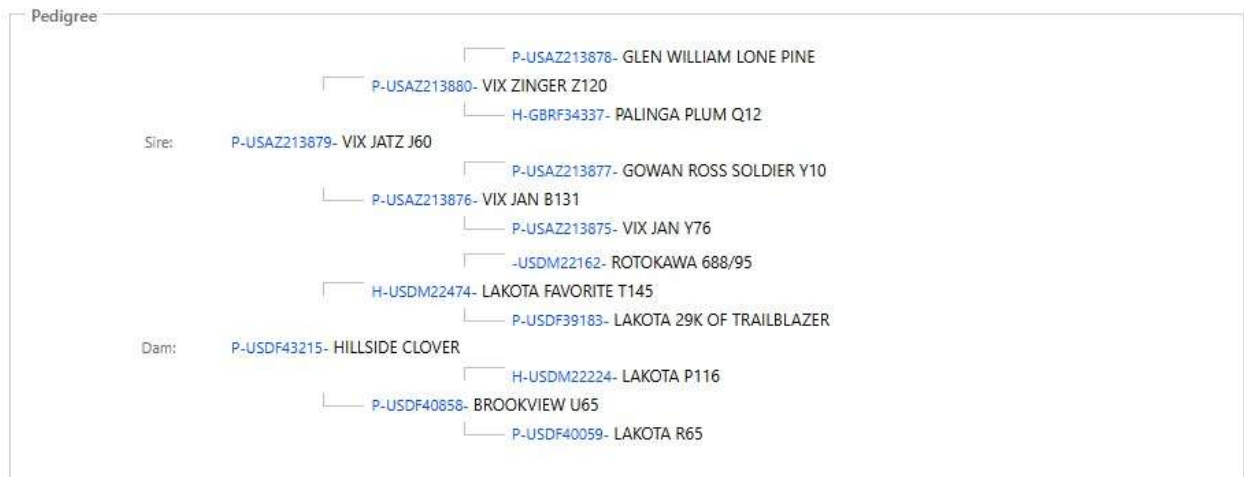 Pedigree
P-USAZ213878- GLEN WILLIAM LONE PINE
P-USAZ213880- VIX ZINGER Z120
H-GBRF34337- PALINGA PLUM Q12
Sire: P-USAZ213879- VIX JATZ J60
P-USAZ213877- GOWAN ROSS SOLDIER Y10
P-USAZ213876- VIX JAN B131
P-USAZ213875- VIX JAN Y76
-USDM22162- ROTOKAWA 688/95
H-USDM22474- LAKOTA FAVORITE T145
P-USDF39183- LAKOTA 29K OF TRAILBLAZER
Dam: P-USDF43215- HILLSIDE CLOVER
H-USDM22224- LAKOTA P116
P-USDF40858- BROOKVIEW U65
P-USDF40059- LAKOTA R65